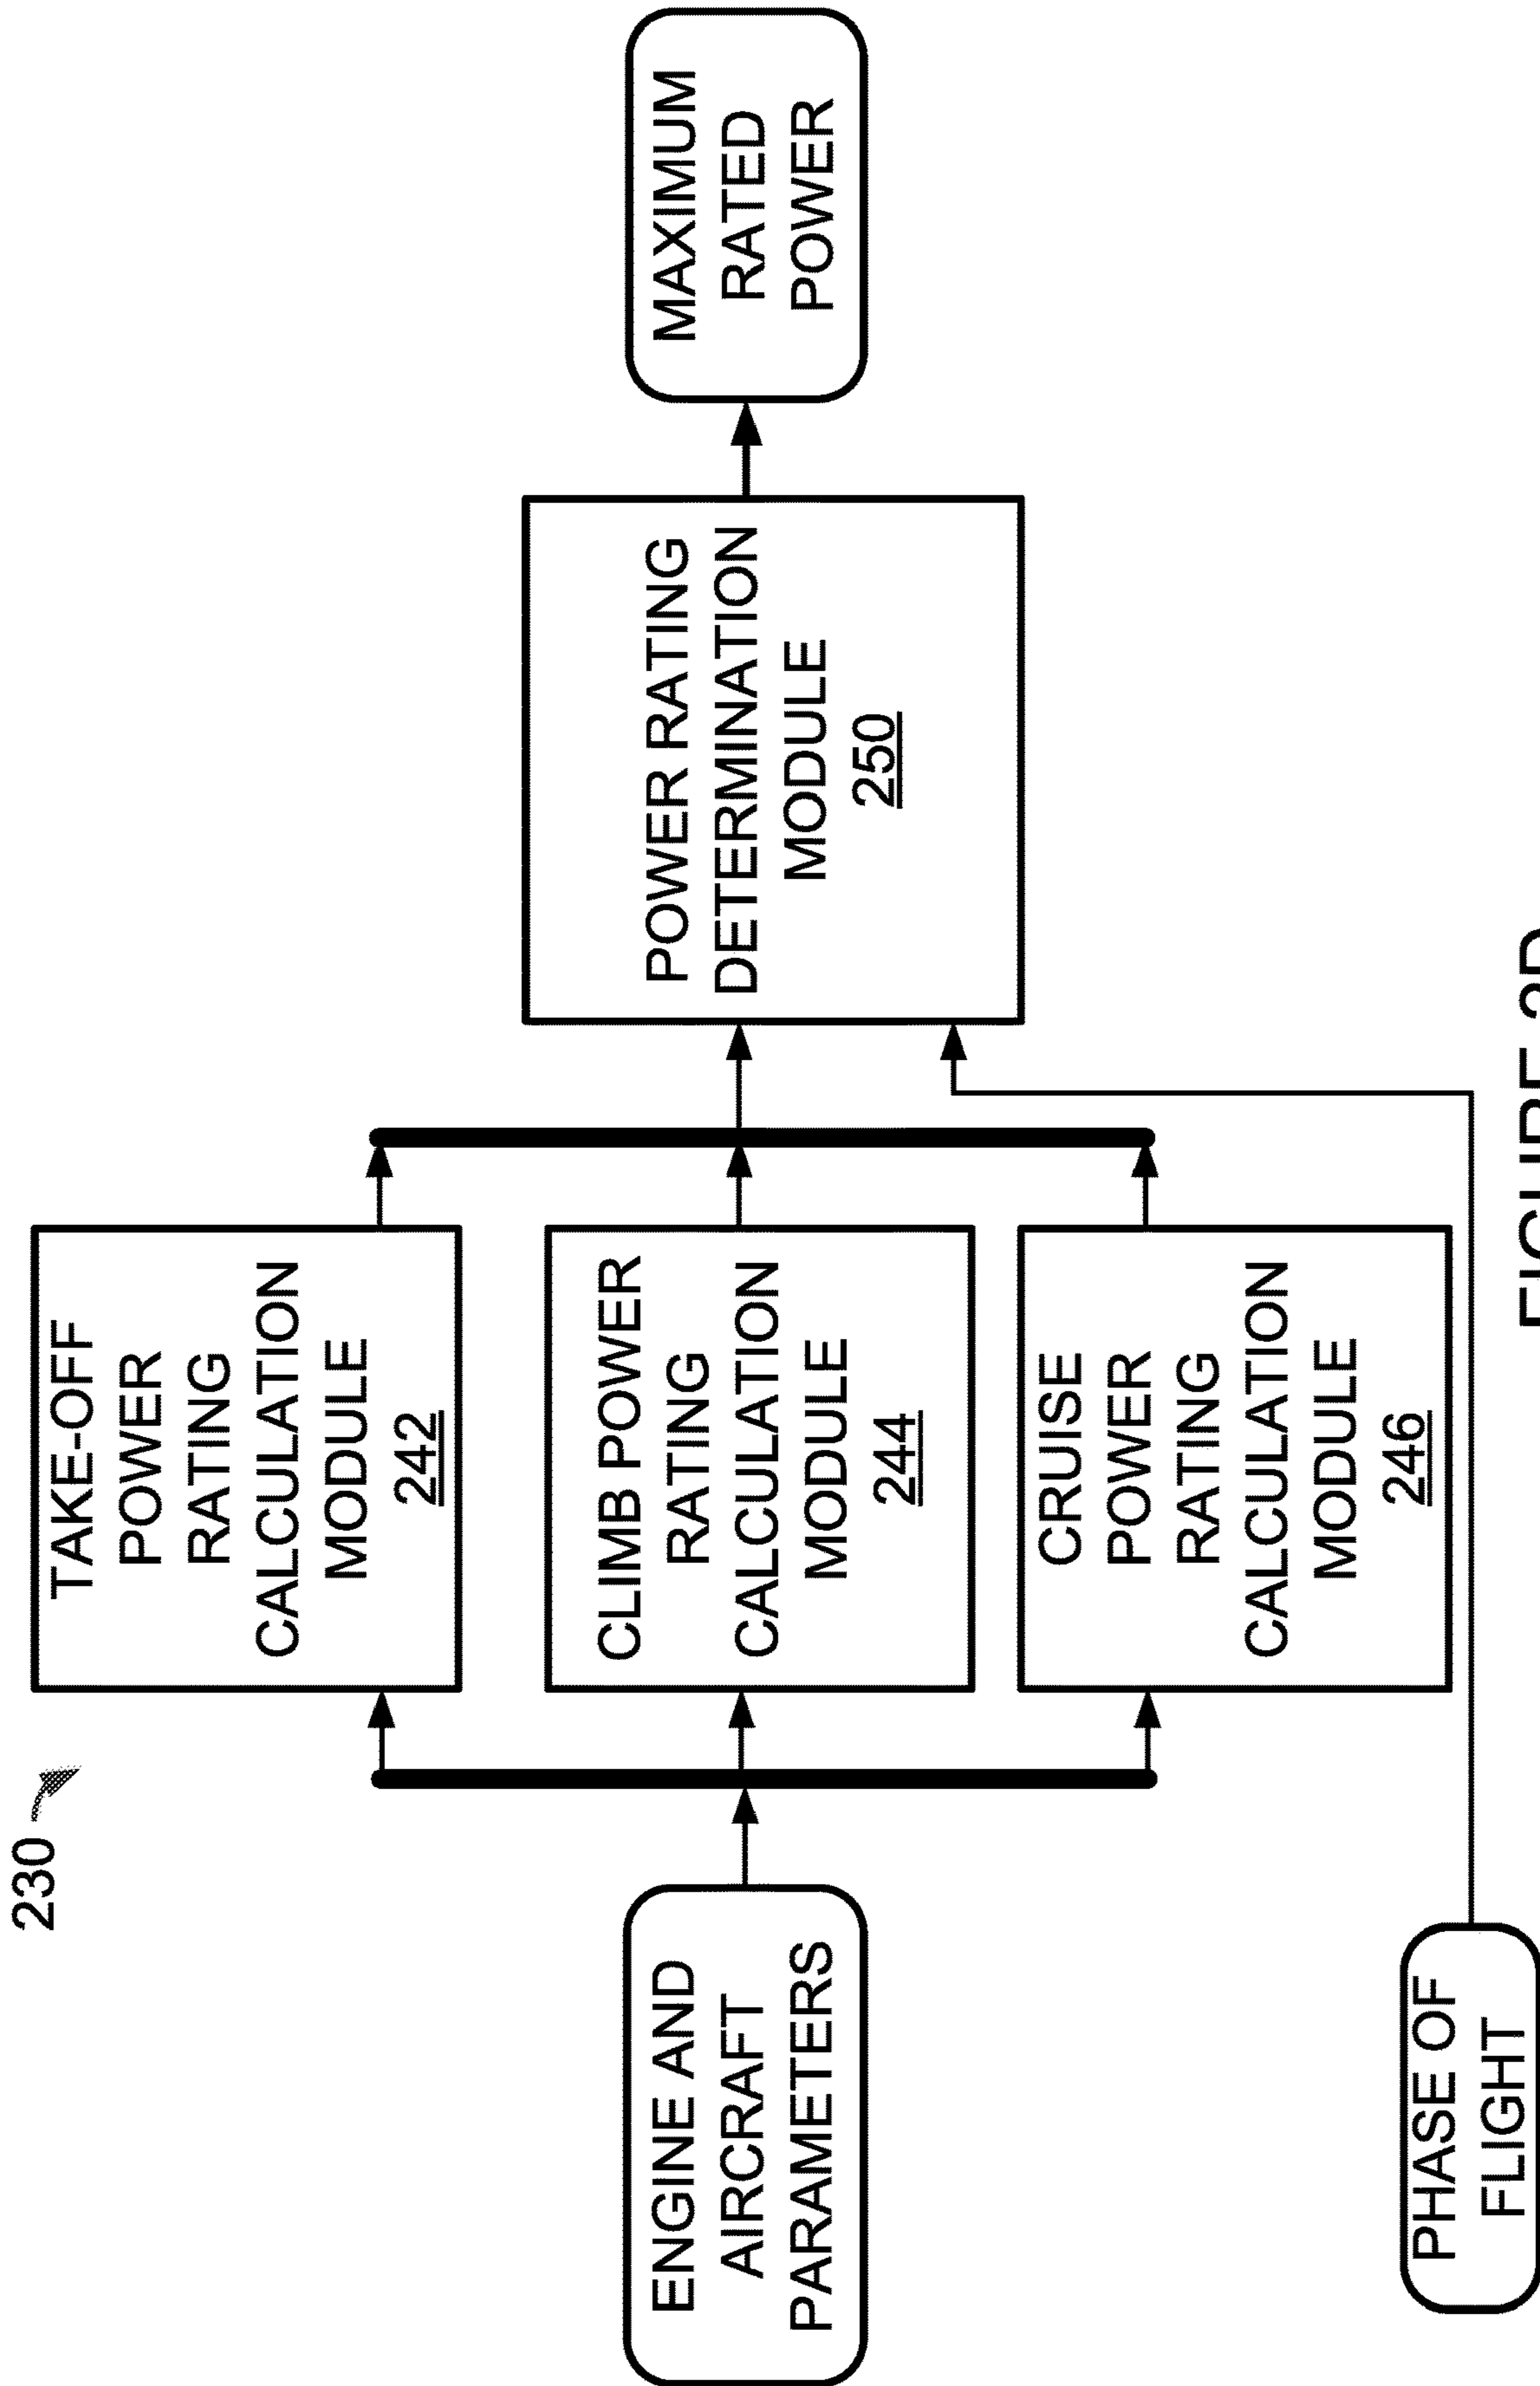 230
ENGINE AND
AIRCRAFT
PARAMETERS
PHASE OF
FLIGHT
TAKE-OFF
POWER
RATING
CALCULATION
MODULE
242
CLIMB POWER
RATING
CALCULATION
MODULE
244
CRUISE
POWER
RATING
CALCULATION
MODULE
246
POWER RATING
DETERMINATION
MODULE
250
MAXIMUM
RATED
POWER
FIGURE